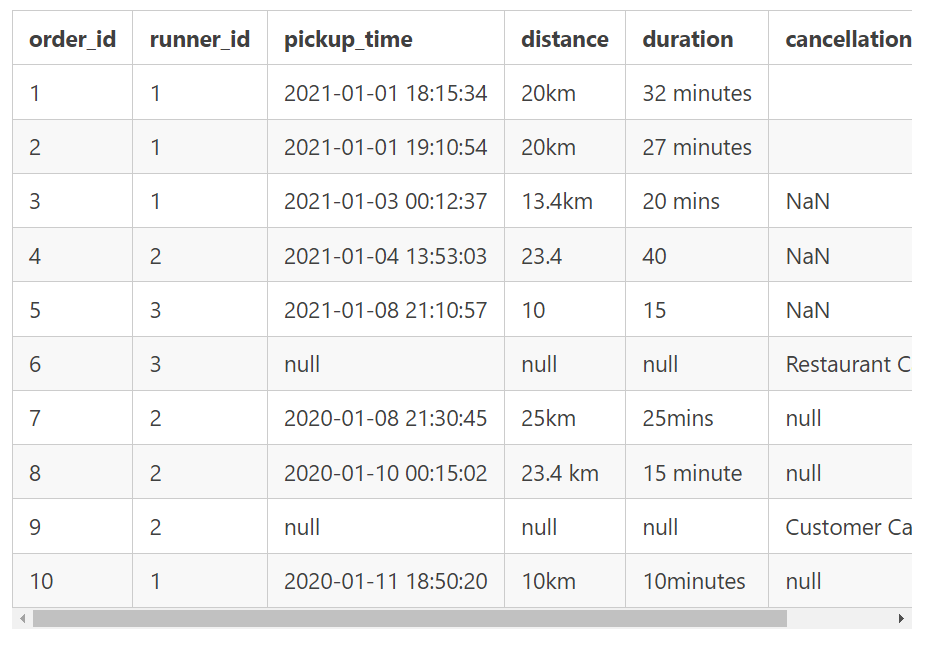 order_id runner_id pickup_time distance duration cancellation
1 1 2021-01-01 18:15:34 20km 32 minutes
2 1 2021-01-01 19:10:54 20km 27 minutes
3 1 2021-01-03 00:12:37 13.4km 20 mins NaN
4 2 2021-01-04 13:53:03 23.4 40 NaN
5 3 2021-01-08 21:10:57 10 15 NaN
6 3 null null null Restaurant C
7 2 2020-01-08 21:30:45 25km 25mins null
8 2 2020-01-10 00:15:02 23.4 km 15 minute null
9 2 null null null Customer Ca
10 1 2020-01-11 18:50:20 10km 10minutes null